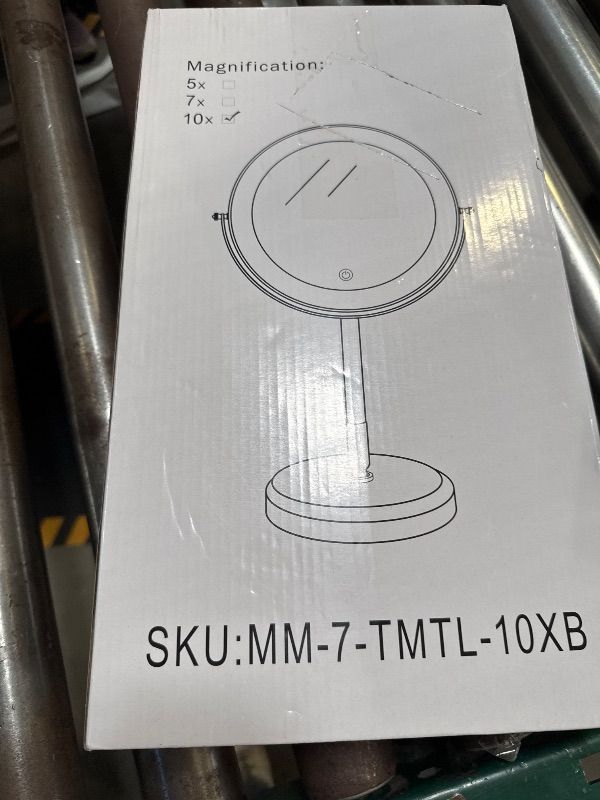 Magnification:
5x
7x
10x
SKU:MM-7-TMTL-10XB